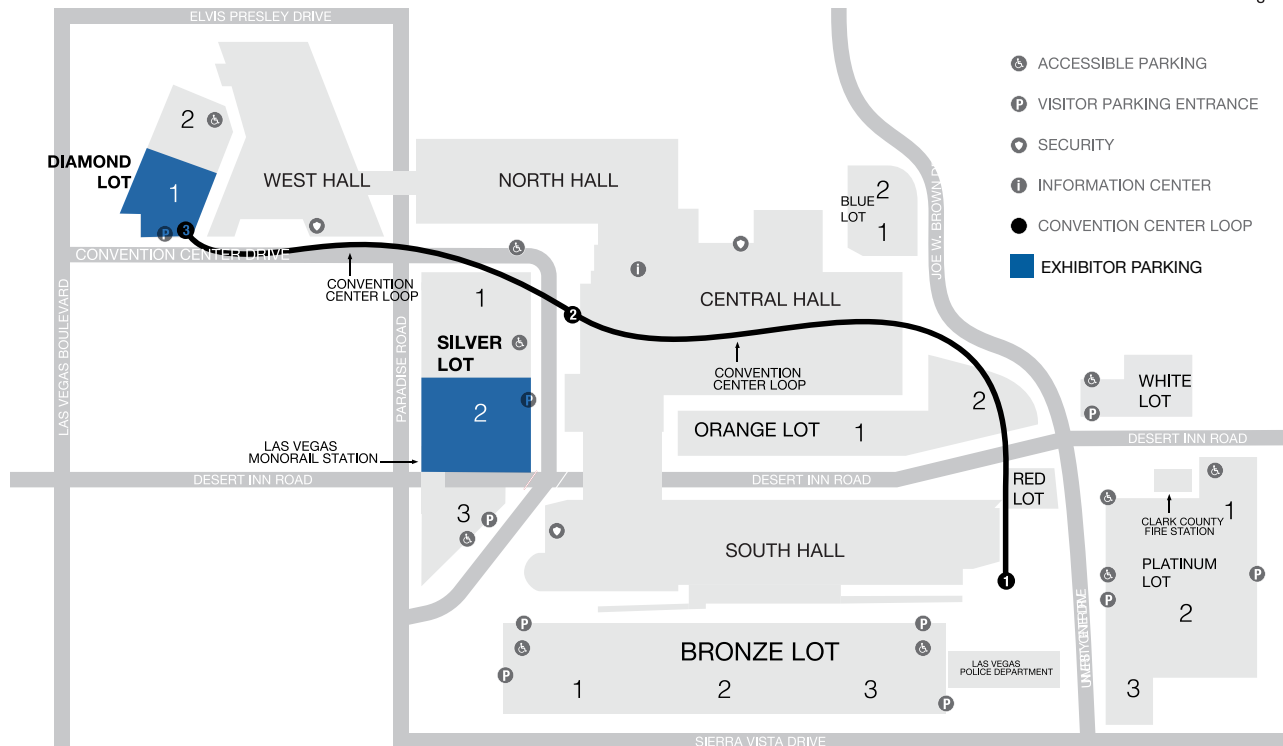 ELVIS PRESLEY DRIVE
ACCESSIBLE PARKING
VISITOR PARKING ENTRANCE
SECURITY
INFORMATION CENTER
CONVENTION CENTER LOOP
EXHIBITOR PARKING
2
DIAMOND
LOT
1
3
P
WEST HALL
NORTH HALL
2
BLUE
LOT
1
JOE W. BROWN
CONVENTION CENTER DRIVE
CONVENTION
CENTER LOOP
LAS VEGAS BOULEVARD
PARADISE ROAD
1
SILVER
LOT
2
P
2
CENTRAL HALL
CONVENTION
CENTER LOOP
ORANGE LOT
1
2
WHITE
LOT
P
LAS VEGAS
MONORAIL STATION
DESERT INN ROAD
DESERT INN ROAD
DESERT INN ROAD
3
P
RED
LOT
SOUTH HALL
1
1
CLARK COUNTY
FIRE STATION
PLATINUM
LOT
P
P
2
3
P
P
BRONZE LOT
P
P
1
2
3
LAS VEGAS
POLICE DEPARTMENT
SIERRA VISTA DRIVE